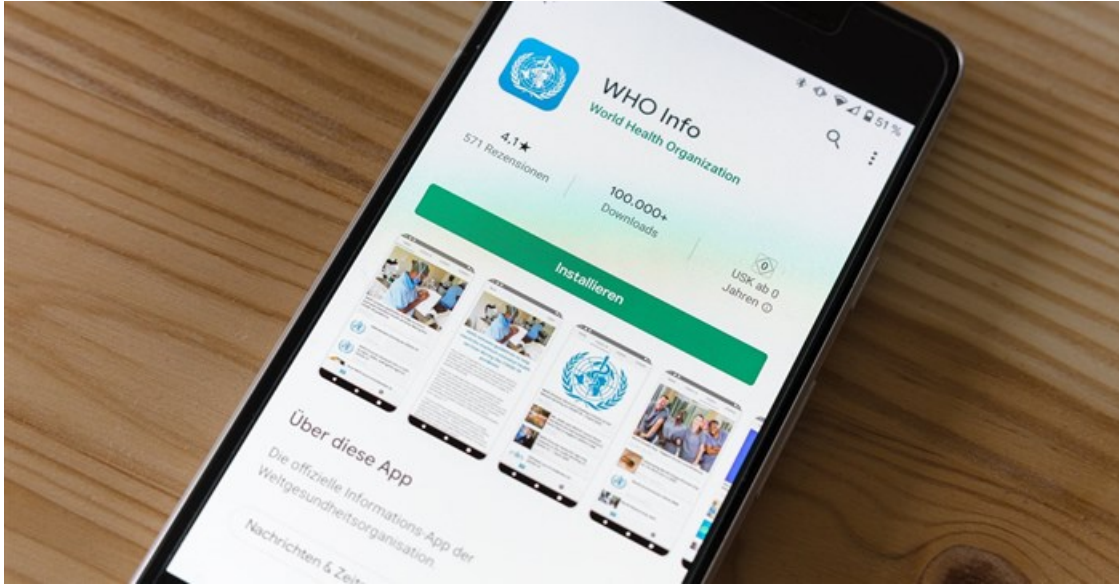 51 %
WHO Info
World Health Organization
4,1★
571 Rezensionen
100.000+
Downloads
0
USK ab 0
Jahren
Installieren
Über diese App
Die offizielle Informations-App der
Weltgesundheitsorganisation.
Nachrichten &